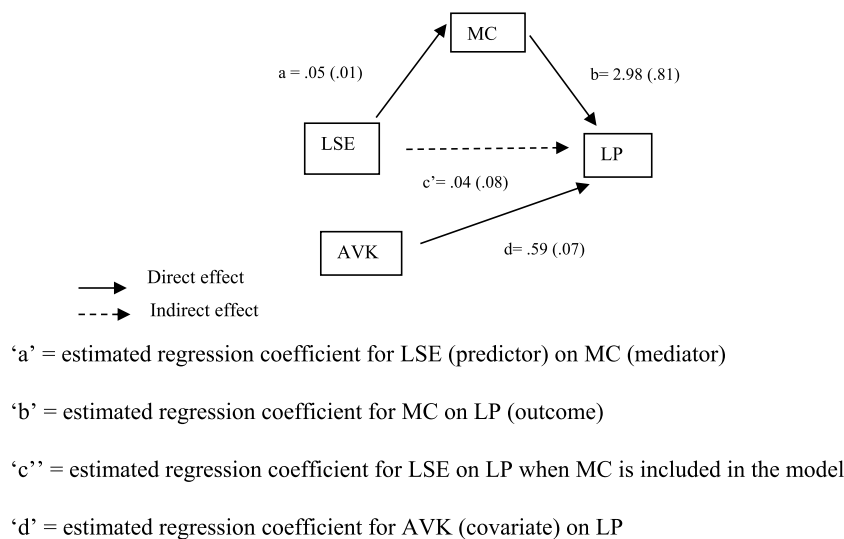 MC
a = .05 (.01)
b= 2.98 (.81)
LSE
LP
c’= .04 (.08)
AVK
d= .59 (.07)
Direct effect
Indirect effect
‘a’ = estimated regression coefficient for LSE (predictor) on MC (mediator)
‘b’ = estimated regression coefficient for MC on LP (outcome)
‘c’’ = estimated regression coefficient for LSE on LP when MC is included in the model
‘d’ = estimated regression coefficient for AVK (covariate) on LP